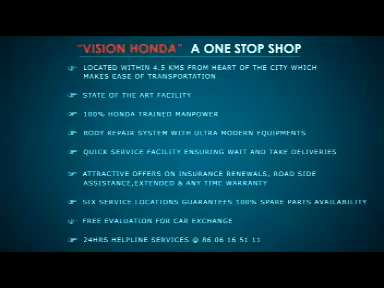 "VISION HONDA" A ONE STOP SHOP
LOCATED WITHIN 4.5 KMS FROM HEART OF THE CITY WHICH
MAKES EASE OF TRANSPORTATION
STATE OF THE ART FACILITY
100% HONDA TRAINED MANPOWER
BODY REPAIR SYSTEM WITH ULTRA MODERN EQUIPMENTS
QUICK SERVICE FACILITY ENSURING WAIT AND TAKE DELIVERIES
ATTRACTIVE OFFERS ON INSURANCE RENEWALS, ROAD SIDE
ASSISTANCE,EXTENDED & ANY TIME WARRANTY
SIX SERVICE LOCATIONS GUARANTEES 100% SPARE PARTS AVAILABILITY
FREE EVALUATION FOR CAR EXCHANGE
24HRS HELPLINE SERVICES @ 86 06 16 51 11